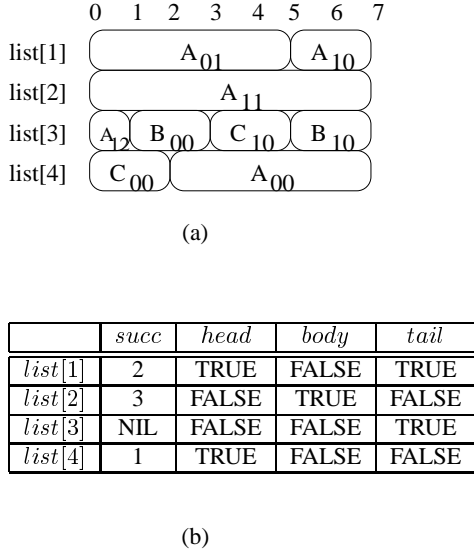 0 1 2 3 4 5 6 7
list[1] A01 A10
list[2] A11
list[3] A12 B00 C10 B10
list[4] C00 A00
(a)
succ head body tail
list[1] 2 TRUE FALSE TRUE
list[2] 3 FALSE TRUE FALSE
list[3] NIL FALSE FALSE TRUE
list[4] 1 TRUE FALSE FALSE
(b)